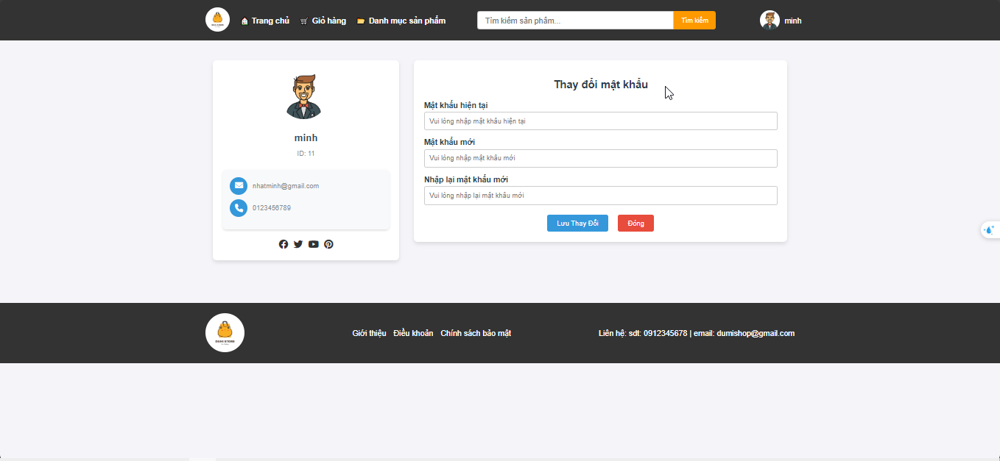 Trang chủ Giỏ hàng Danh mục sản phẩm Tìm kiếm sản phẩm... Tìm kiếm minh
minh
ID: 11
nhatminh@gmail.com
0123456789
Thay đổi mật khẩu
Mật khẩu hiện tại
Vui lòng nhập mật khẩu hiện tại
Mật khẩu mới
Vui lòng nhập mật khẩu mới
Nhập lại mật khẩu mới
Vui lòng nhập lại mật khẩu mới
Lưu Thay Đổi Đóng
DUMI STORE
Giới thiệu Điều khoản Chính sách bảo mật Liên hệ: sdt: 0912345678 | email: dumishop@gmail.com